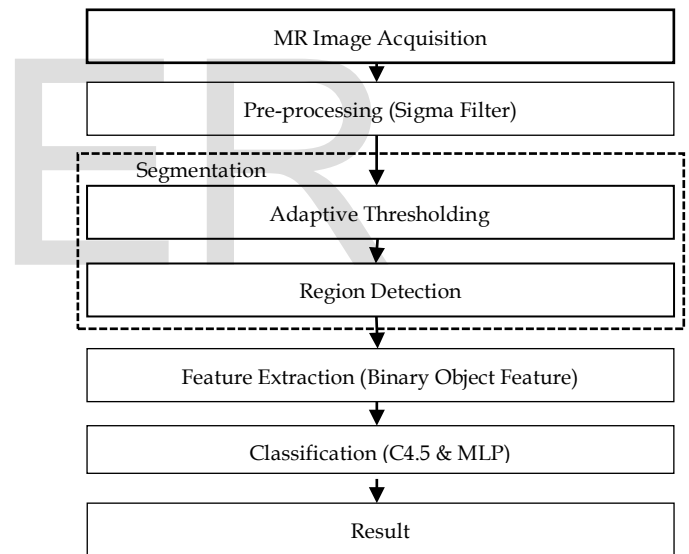 MR Image Acquisition
Pre-processing (Sigma Filter)
Segmentation
Adaptive Thresholding
Region Detection
Feature Extraction (Binary Object Feature)
Classification (C4.5 & MLP)
Result
ER